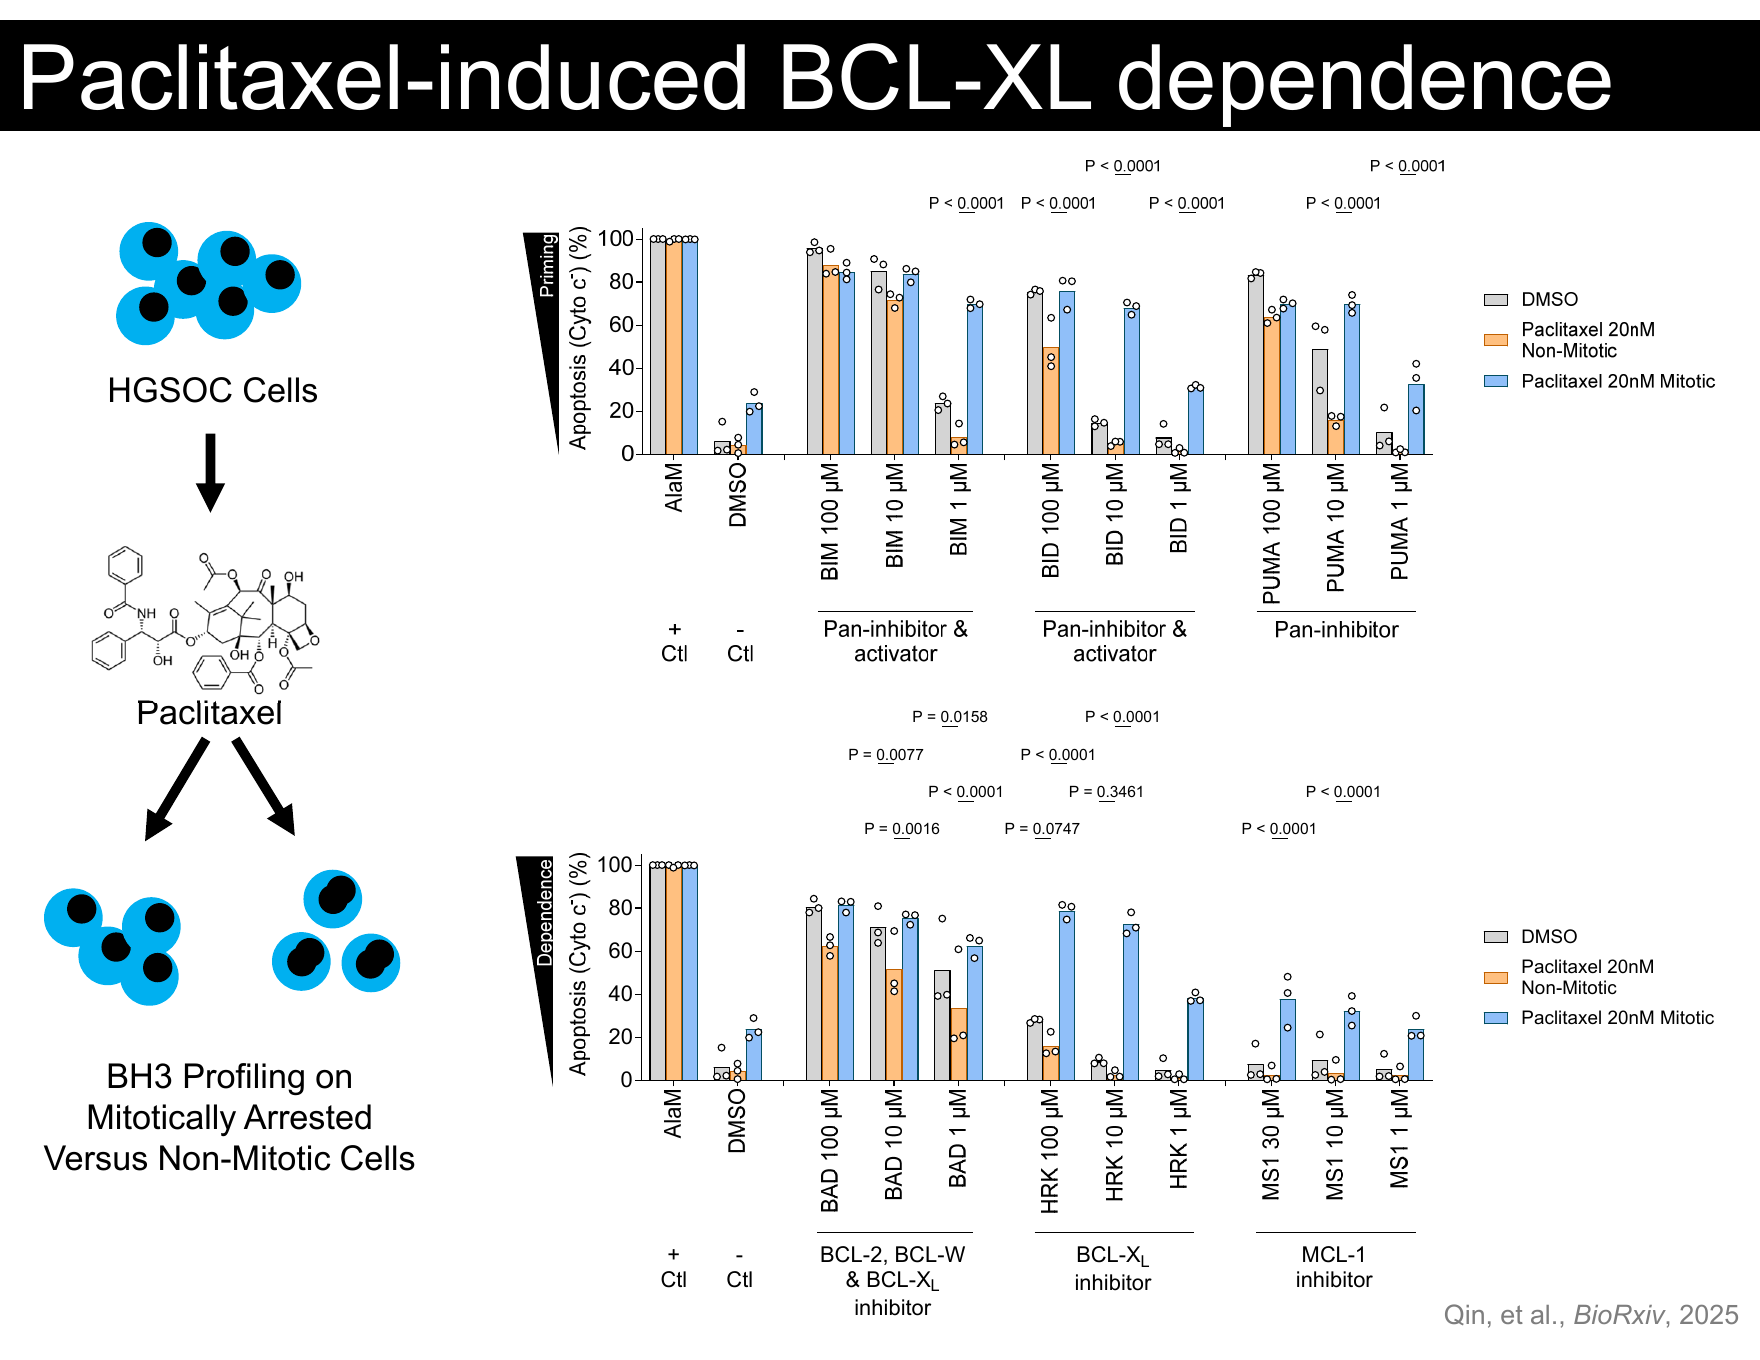 Paclitaxel-induced BCL-XL dependence
HGSOC Cells
O
O
O
OH
O
NH
O
O
O
OH
OH
O
H
O
O
O
O
Paclitaxel
BH3 Profiling on
Mitotically Arrested
Versus Non-Mitotic Cells
P < 0.0001
P < 0.0001
P < 0.0001
P < 0.0001
P < 0.0001
P < 0.0001
Priming
Apoptosis (Cyto c-) (%)
100
80
60
40
20
0
AlaM
DMSO
BIM 100 µM
BIM 10 µM
BIM 1 µM
BID 100 µM
BID 10 µM
BID 1 µM
PUMA 100 µM
PUMA 10 µM
PUMA 1 µM
+
Ctl
-
Ctl
Pan-inhibitor &
activator
Pan-inhibitor &
activator
Pan-inhibitor
DMSO
Paclitaxel 20nM
Non-Mitotic
Paclitaxel 20nM Mitotic
P = 0.0158
P < 0.0001
P = 0.0077
P < 0.0001
P < 0.0001
P = 0.3461
P < 0.0001
P = 0.0016
P = 0.0747
P < 0.0001
Dependence
Apoptosis (Cyto c-) (%)
100
80
60
40
20
0
AlaM
DMSO
BAD 100 µM
BAD 10 µM
BAD 1 µM
HRK 100 µM
HRK 10 µM
HRK 1 µM
MS1 30 µM
MS1 10 µM
MS1 1 µM
+
Ctl
-
Ctl
BCL-2, BCL-W
& BCL-XL
inhibitor
BCL-XL
inhibitor
MCL-1
inhibitor
DMSO
Paclitaxel 20nM
Non-Mitotic
Paclitaxel 20nM Mitotic
Qin, et al., BioRxiv, 2025